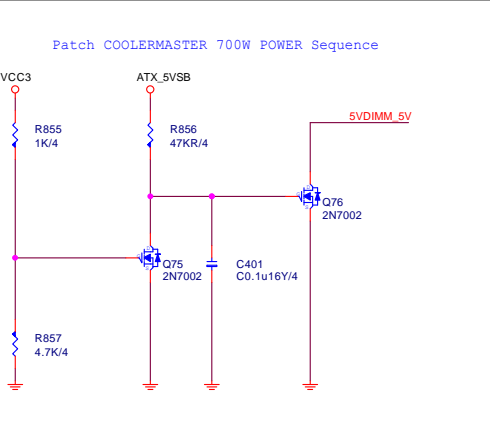 Patch COOLERMASTER 700W POWER Sequence
VCC3
ATX_5VSB
5VDIMM_5V
R855
1K/4
R856
47KR/4
Q76
2N7002
Q75
2N7002
C401
C0.1u16Y/4
R857
4.7K/4